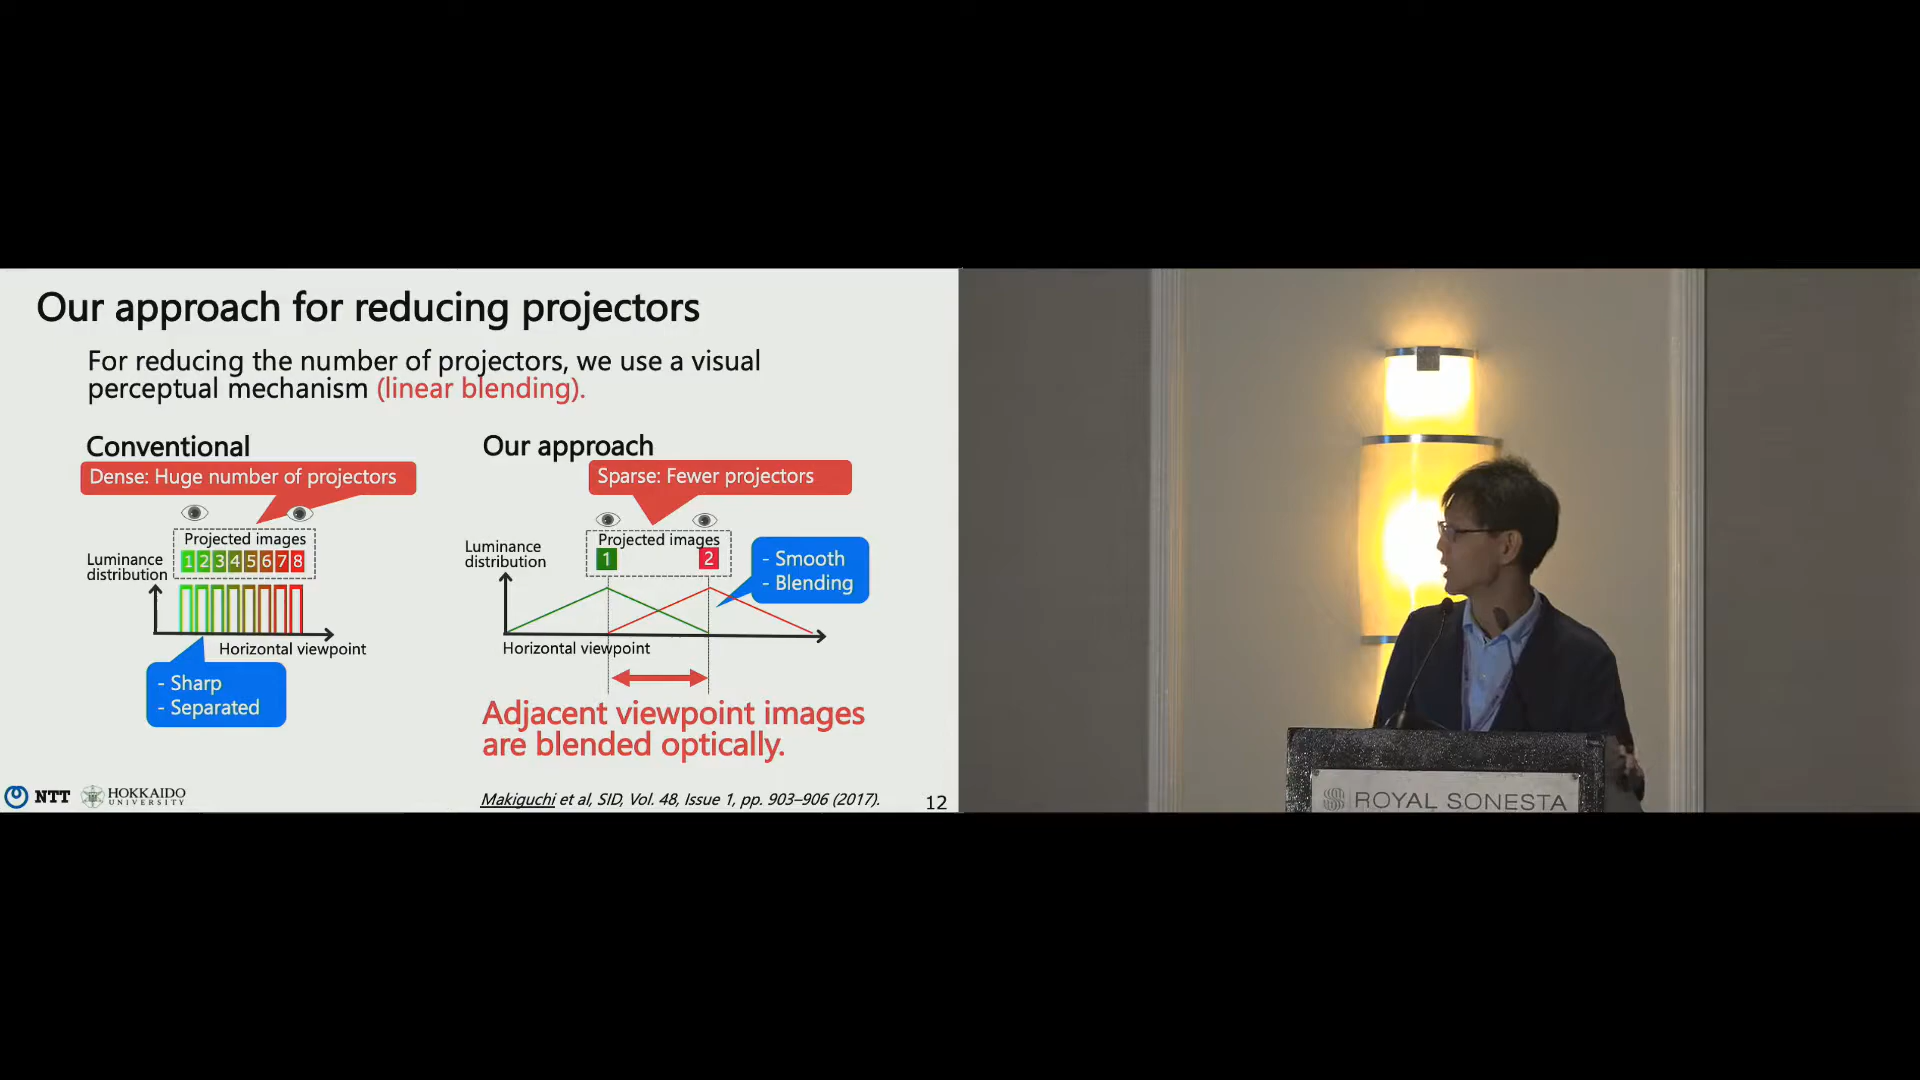 Our approach for reducing projectors
For reducing the number of projectors, we use a visual
perceptual mechanism (linear blending).
Conventional
Dense: Huge number of projectors
Projected images
1 2 3 4 5 6 7 8
Luminance
distribution
Horizontal viewpoint
- Sharp
- Separated
Our approach
Sparse: Fewer projectors
Projected images
1 2
Luminance
distribution
- Smooth
- Blending
Horizontal viewpoint
Adjacent viewpoint images
are blended optically.
NTT
HOKKAIDO
UNIVERSITY
Makiguchi et al, SID, Vol. 48, Issue 1, pp. 903–906 (2017).
12
ROYAL SONESTA